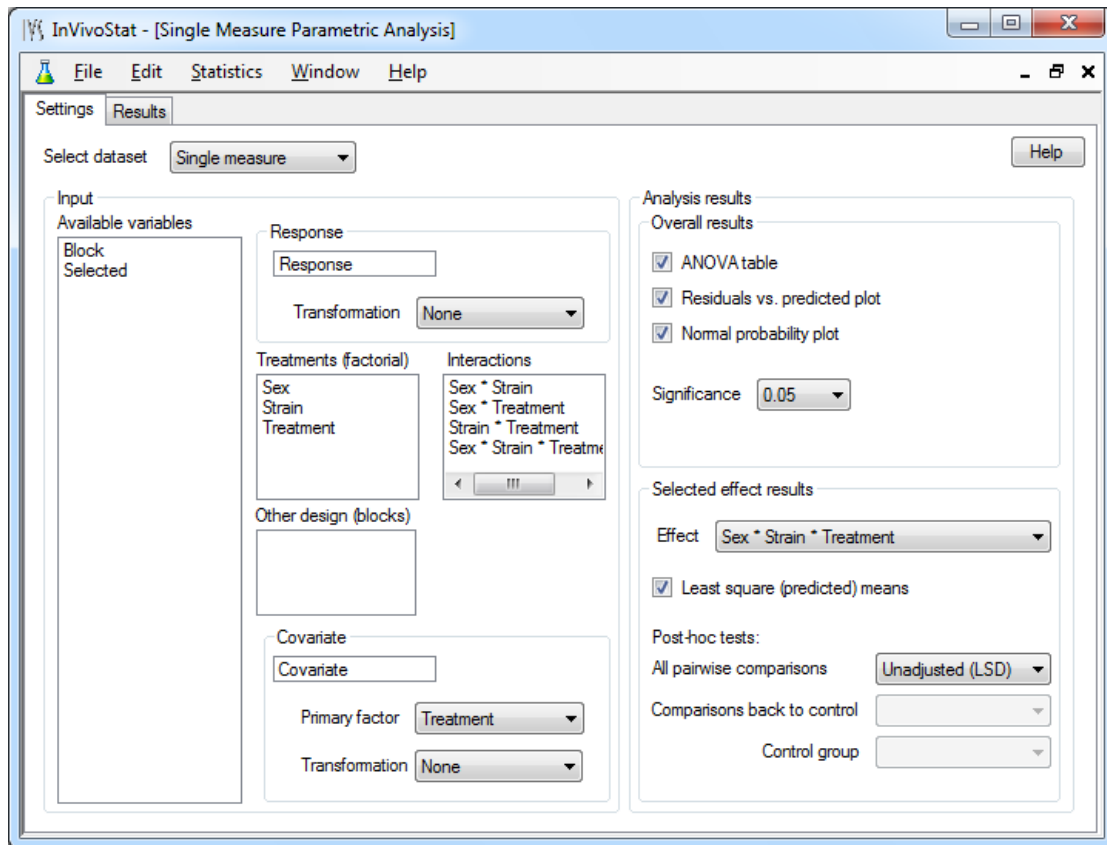 InVivoStat - [Single Measure Parametric Analysis]
File Edit Statistics Window Help
Settings Results
Select dataset Single measure Help
Input
Available variables
Block
Selected
Response
Response
Transformation None
Treatments (factorial)
Sex
Strain
Treatment
Interactions
Sex * Strain
Sex * Treatment
Strain * Treatment
Sex * Strain * Treatme
Other design (blocks)
Covariate
Covariate
Primary factor Treatment
Transformation None
Analysis results
Overall results
ANOVA table
Residuals vs. predicted plot
Normal probability plot
Significance 0.05
Selected effect results
Effect Sex * Strain * Treatment
Least square (predicted) means
Post-hoc tests:
All pairwise comparisons Unadjusted (LSD)
Comparisons back to control
Control group